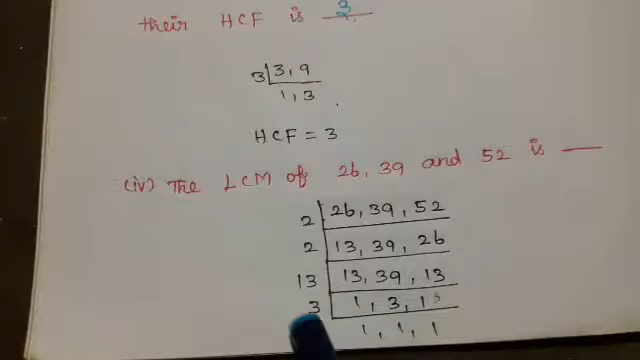 their HCF is 3
3 | 3, 9
1, 3
HCF = 3
(iv) The LCM of 26, 39 and 52 is
2 | 26, 39, 52
2 | 13, 39, 26
13 | 13, 39, 13
3 | 1, 3, 1
1, 1, 1